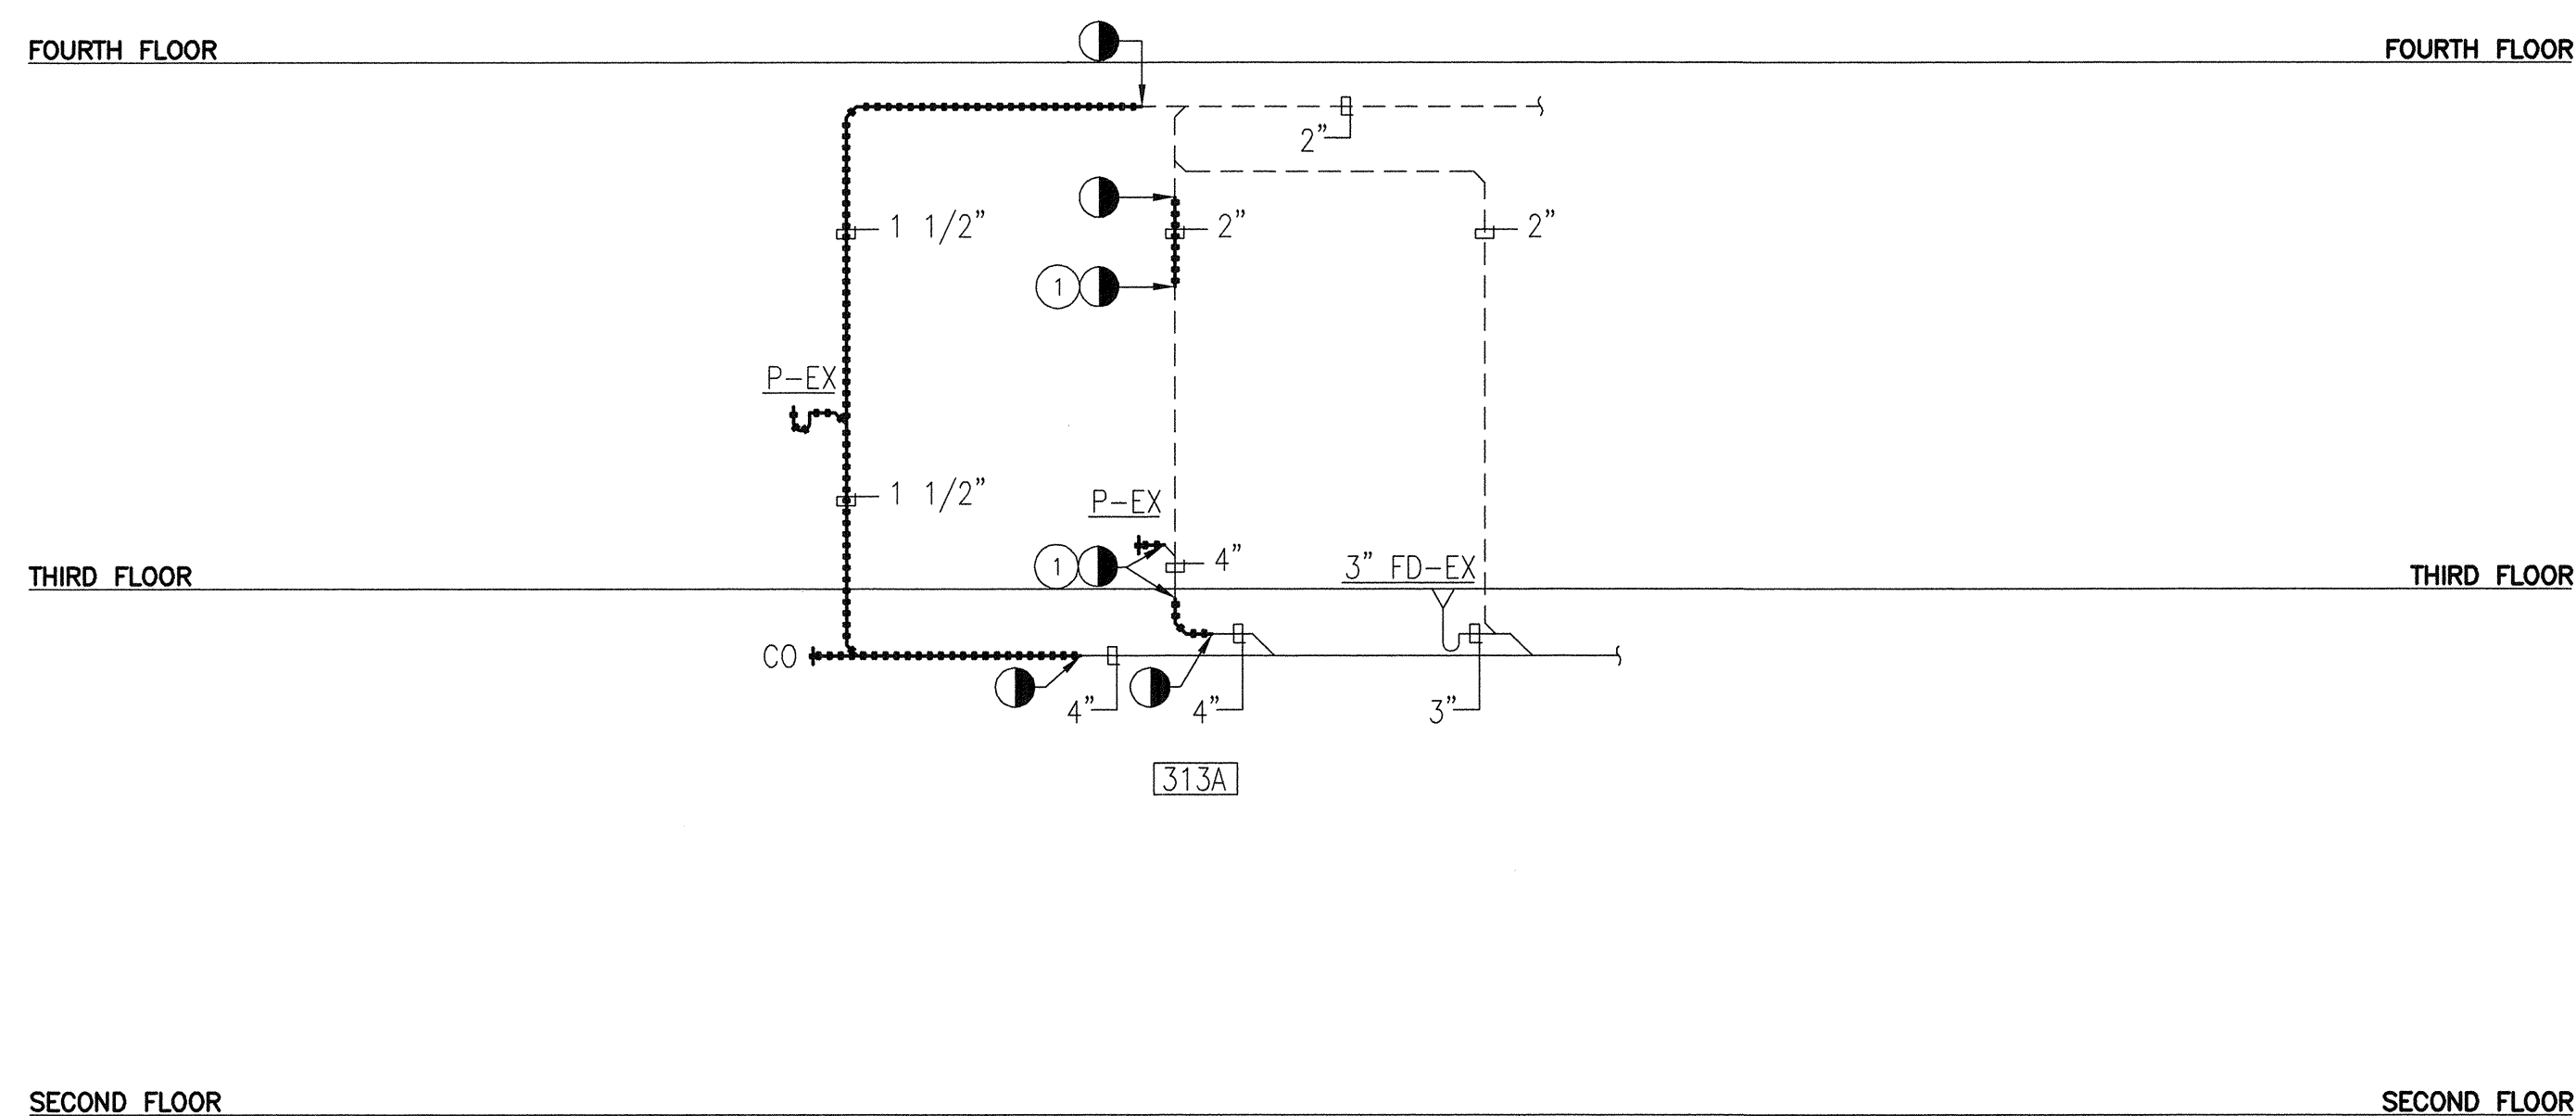 FOURTH FLOOR
FOURTH FLOOR
2”
1 1/2”
2”
2”
1
P-EX
1 1/2”
P-EX
1
4”
3” FD-EX
THIRD FLOOR
THIRD FLOOR
CO
4”
4”
3”
313A
SECOND FLOOR
SECOND FLOOR